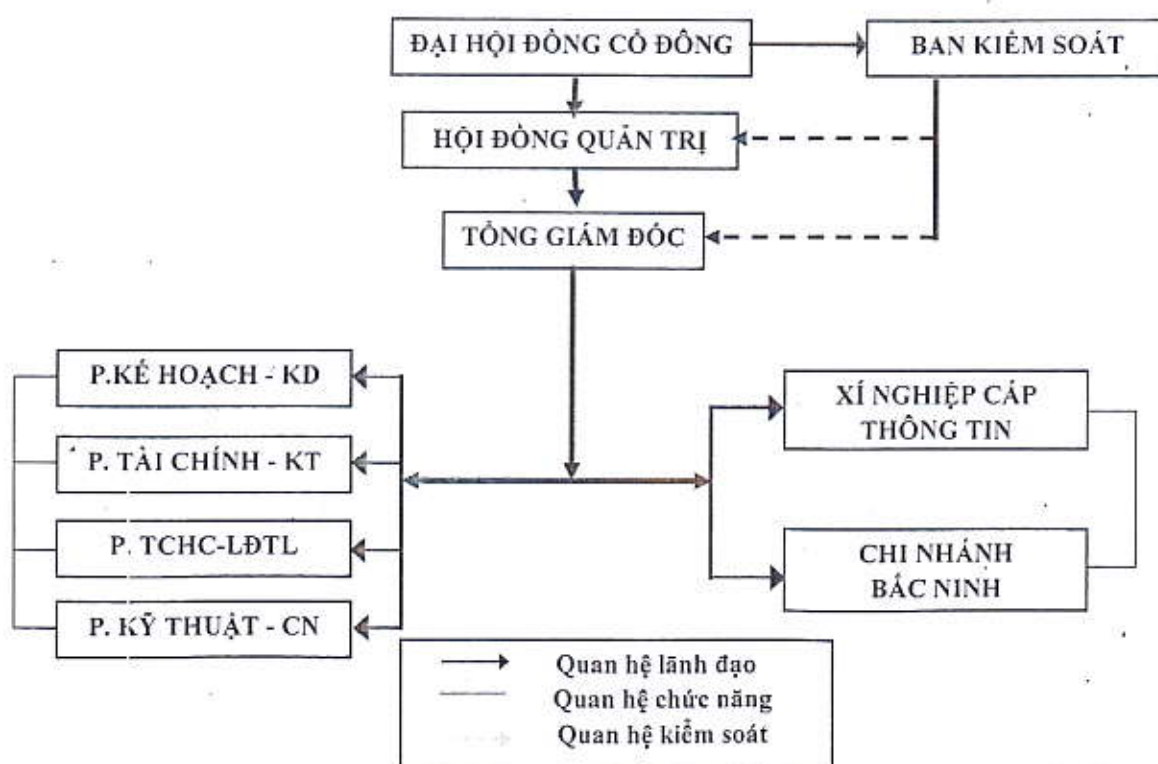 ĐẠI HỘI ĐỒNG CỔ ĐÔNG
BAN KIỂM SOÁT
HỘI ĐỒNG QUẢN TRỊ
TỔNG GIÁM ĐỐC
P.KẾ HOẠCH - KD
P. TÀI CHÍNH - KT
P. TCHC-LĐTL
P. KỸ THUẬT - CN
XÍ NGHIỆP CÁP
THÔNG TIN
CHI NHÁNH
BẮC NINH
Quan hệ lãnh đạo
Quan hệ chức năng
Quan hệ kiểm soát